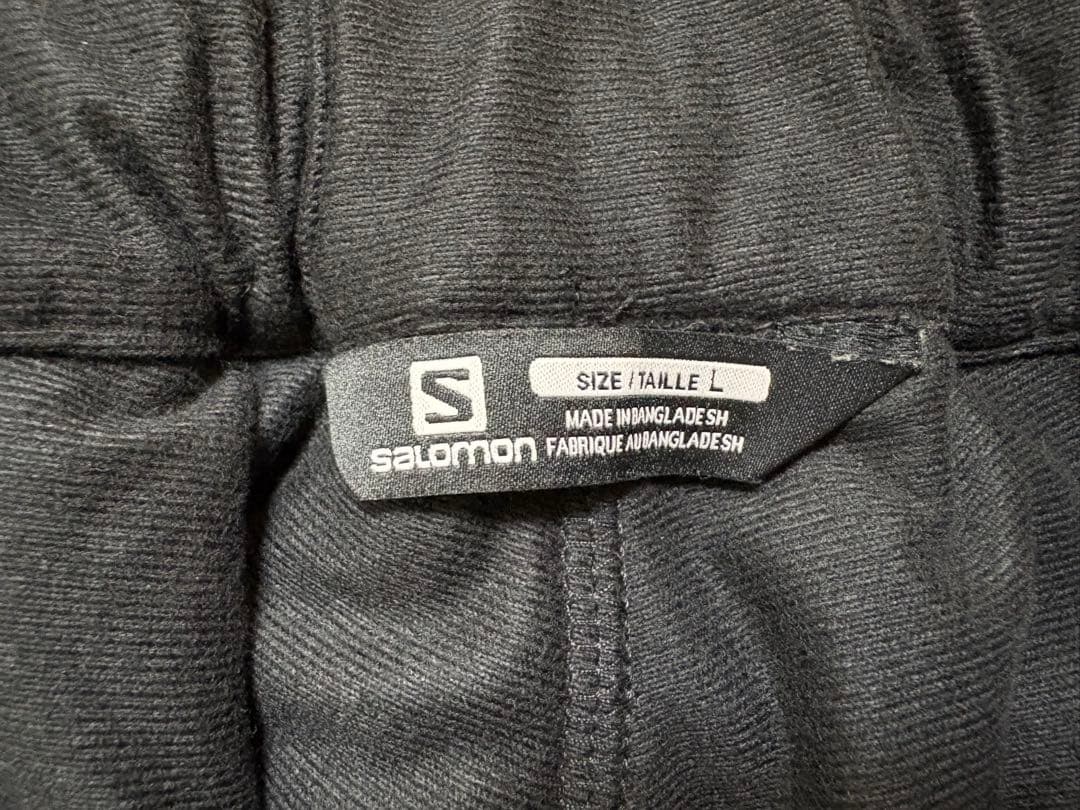 S
SIZE / TAILLE L
MADE IN BANGLADESH
salomon FABRIQUE AU BANGLADESH